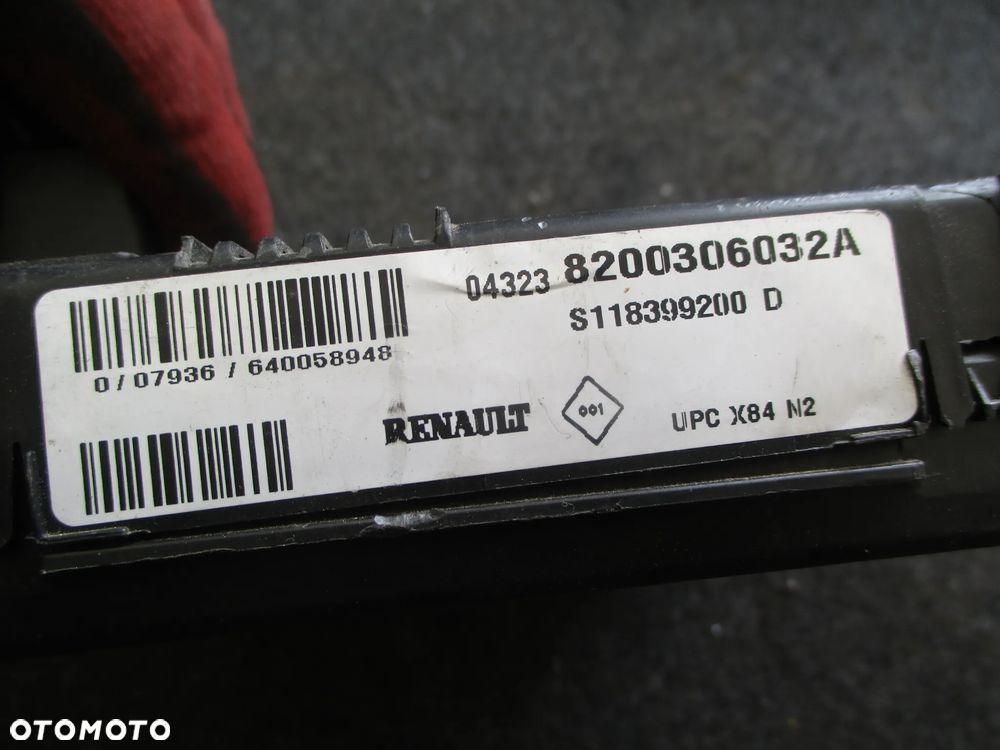 04323 8200306032A
S118399200 D
0/07936/640058948
RENAULT
001
UPC X84 N2
OTOMOTO